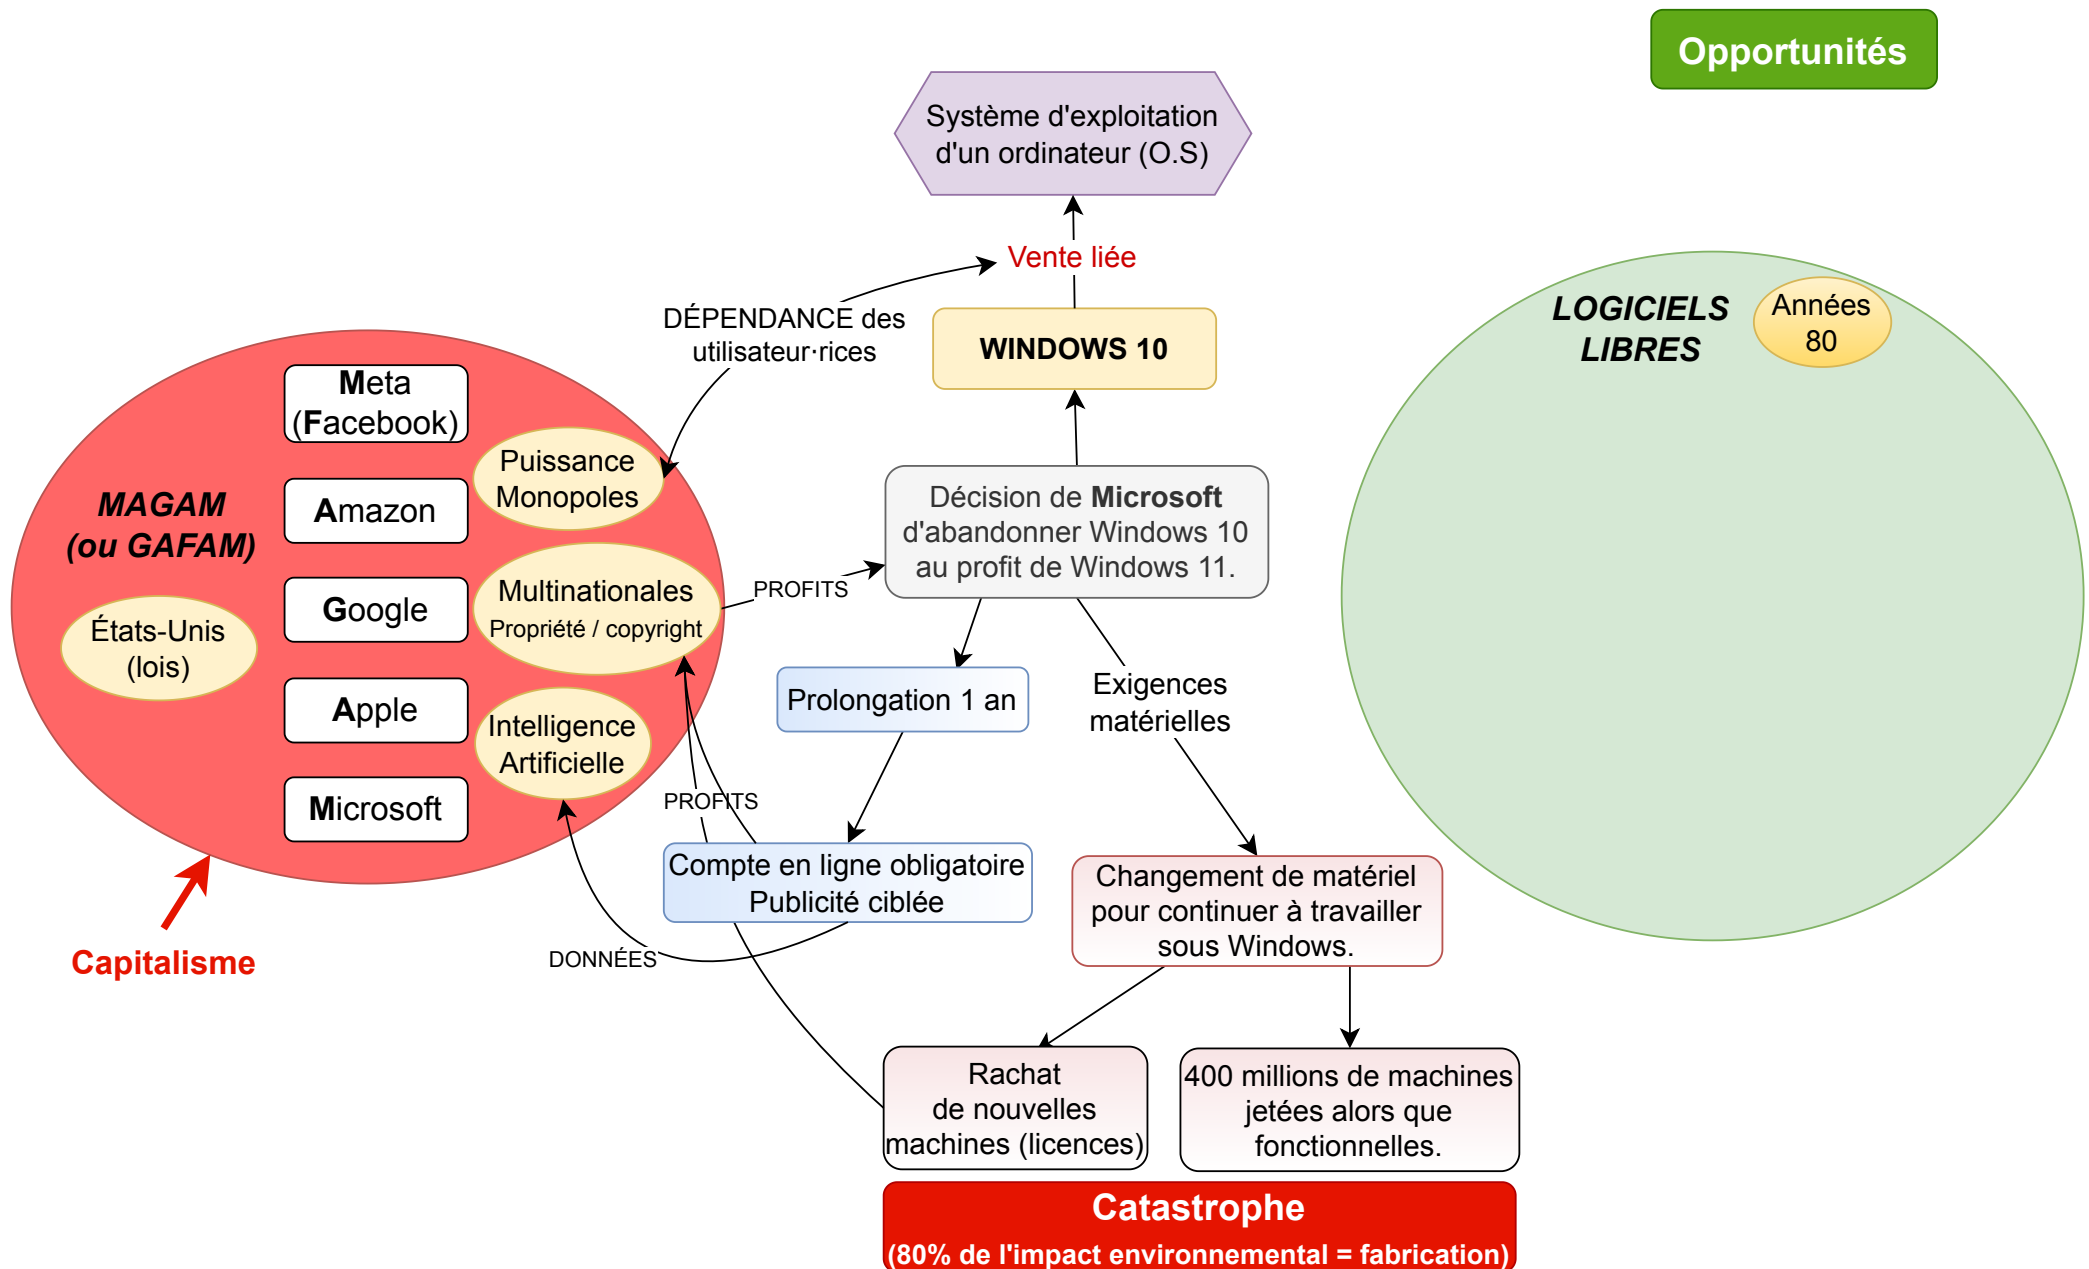 Opportunités
Système d'exploitation
d'un ordinateur (O.S)
Vente liée
DÉPENDANCE des
utilisateur·rices
WINDOWS 10
LOGICIELS
LIBRES
Années
80
Meta
(Facebook)
Amazon
Google
Apple
Microsoft
MAGAM
(ou GAFAM)
États-Unis
(lois)
Puissance
Monopoles
Multinationales
Propriété / copyright
Intelligence
Artificielle
PROFITS
Décision de Microsoft
d'abandonner Windows 10
au profit de Windows 11.
Prolongation 1 an
Exigences
matérielles
PROFITS
Compte en ligne obligatoire
Publicité ciblée
DONNÉES
Capitalisme
Changement de matériel
pour continuer à travailler
sous Windows.
Rachat
de nouvelles
machines (licences)
400 millions de machines
jetées alors que
fonctionnelles.
Catastrophe
(80% de l'impact environnemental = fabrication)